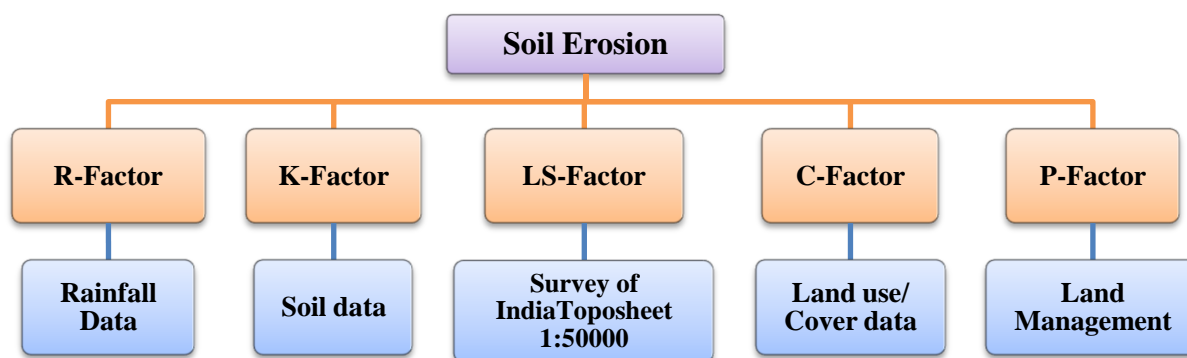 Soil Erosion
R-Factor
K-Factor
LS-Factor
C-Factor
P-Factor
Rainfall
Data
Soil data
Survey of
IndiaToposheet
1:50000
Land use/
Cover data
Land
Management